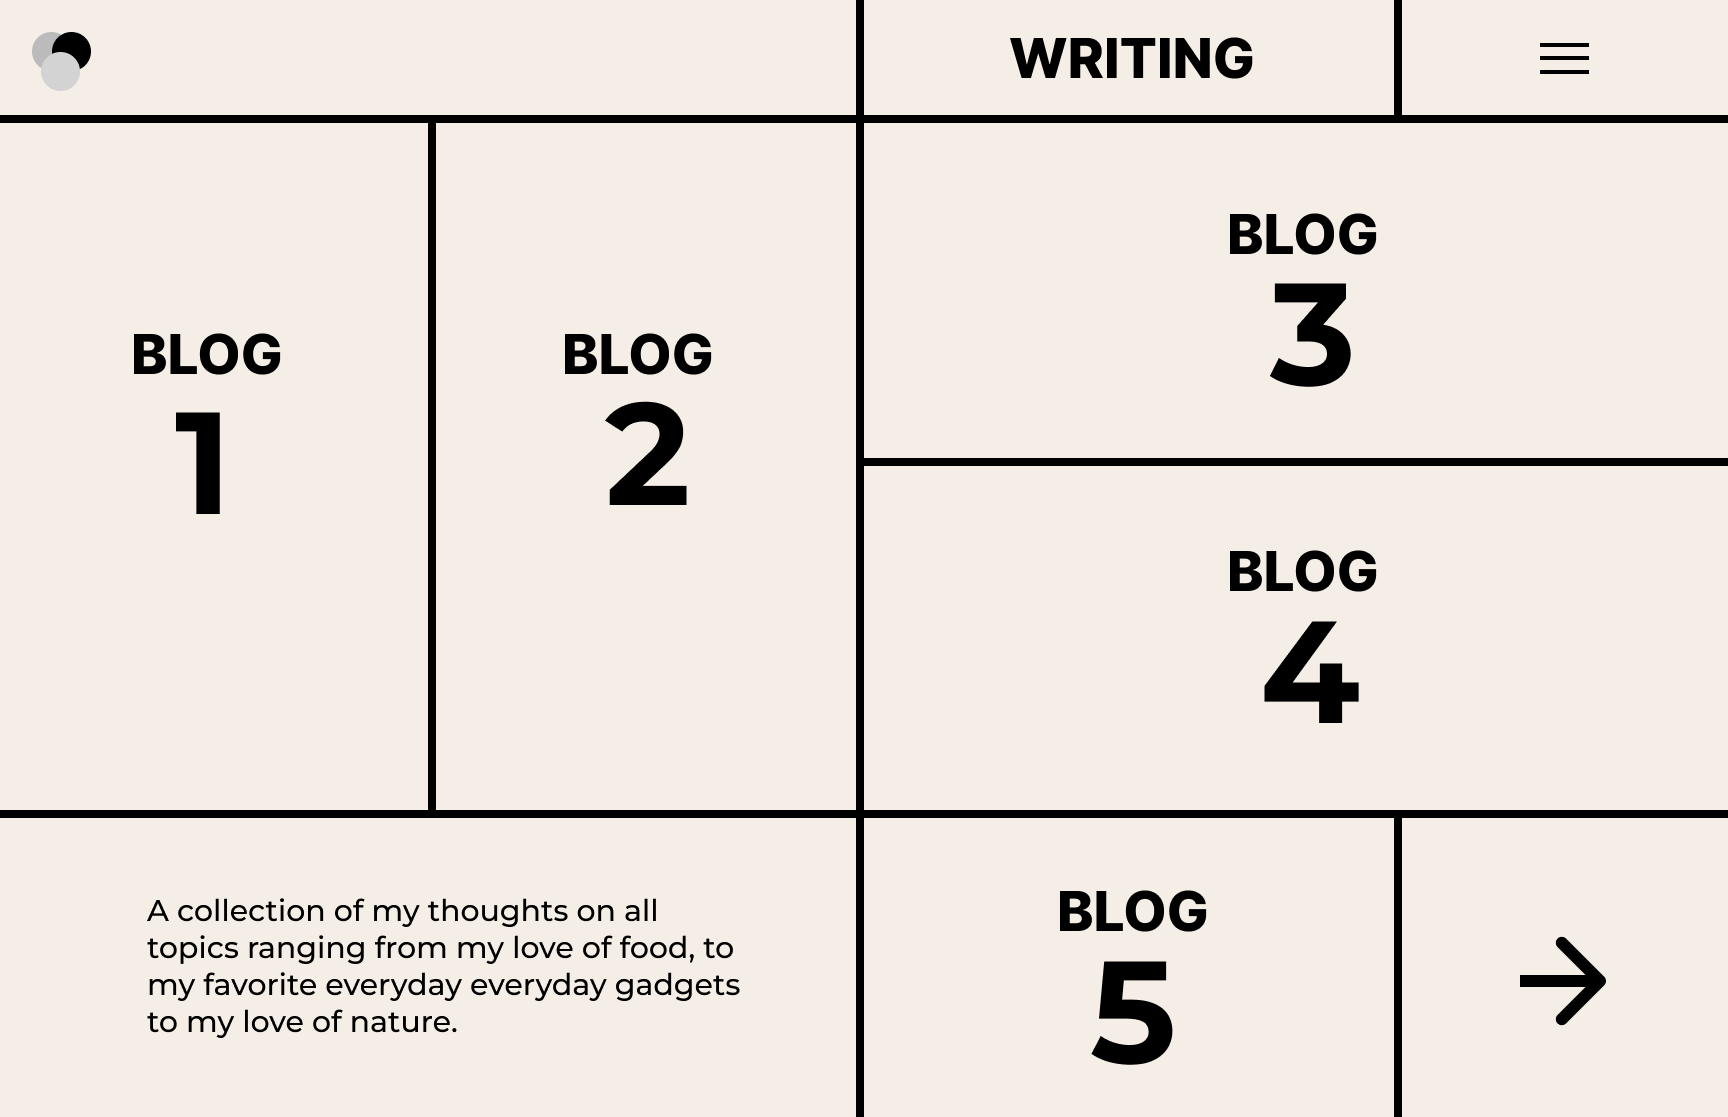 WRITING
BLOG
1
BLOG
2
BLOG
3
BLOG
4
A collection of my thoughts on all
topics ranging from my love of food, to
my favorite everyday everyday gadgets
to my love of nature.
BLOG
5